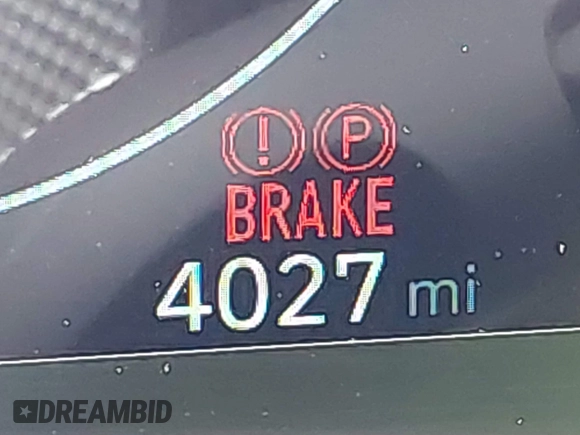 ! P
BRAKE
4027 mi
DREAMBID